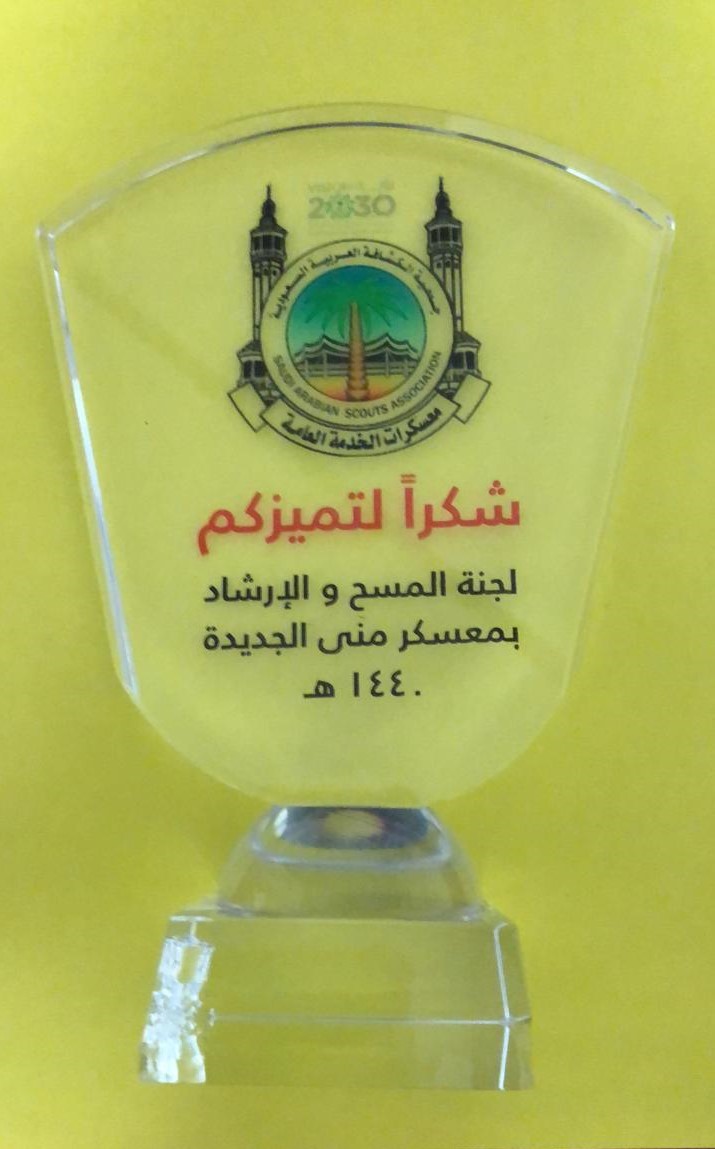 VISION رؤية
2030
جمعية الكشافة العربية السعودية
SAUDI ARABIAN SCOUTS ASSOCIATION
معسكرات الخدمة العامة
شكراً لتميزكم
لجنة المسح و الإرشاد
بمعسكر منى الجديدة
١٤٤٠ هـ